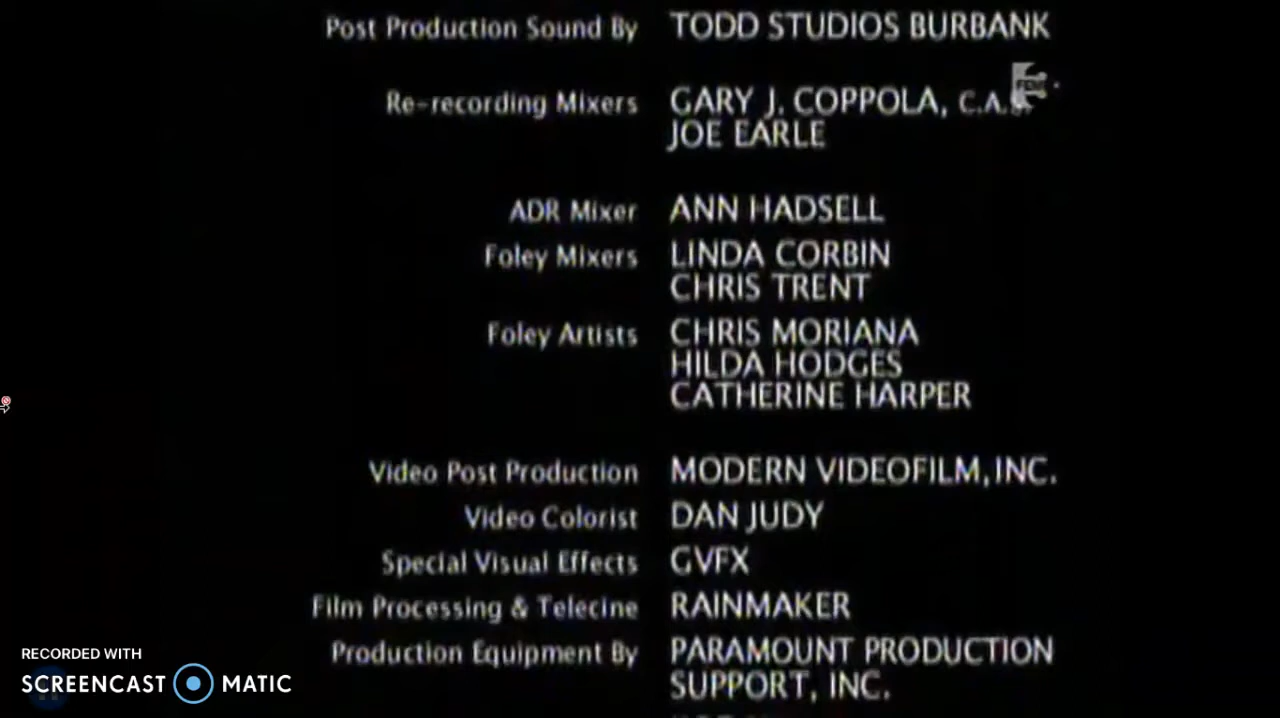 Post Production Sound By TODD STUDIOS BURBANK
Re-recording Mixers GARY J. COPPOLA, C.A.S.
JOE EARLE
ADR Mixer ANN HADSELL
Foley Mixers LINDA CORBIN
CHRIS TRENT
Foley Artists CHRIS MORIANA
HILDA HODGES
CATHERINE HARPER
Video Post Production MODERN VIDEOFILM, INC.
Video Colorist DAN JUDY
Special Visual Effects GVFX
Film Processing & Telecine RAINMAKER
Production Equipment By PARAMOUNT PRODUCTION
SUPPORT, INC.
RECORDED WITH
SCREENCAST MATIC